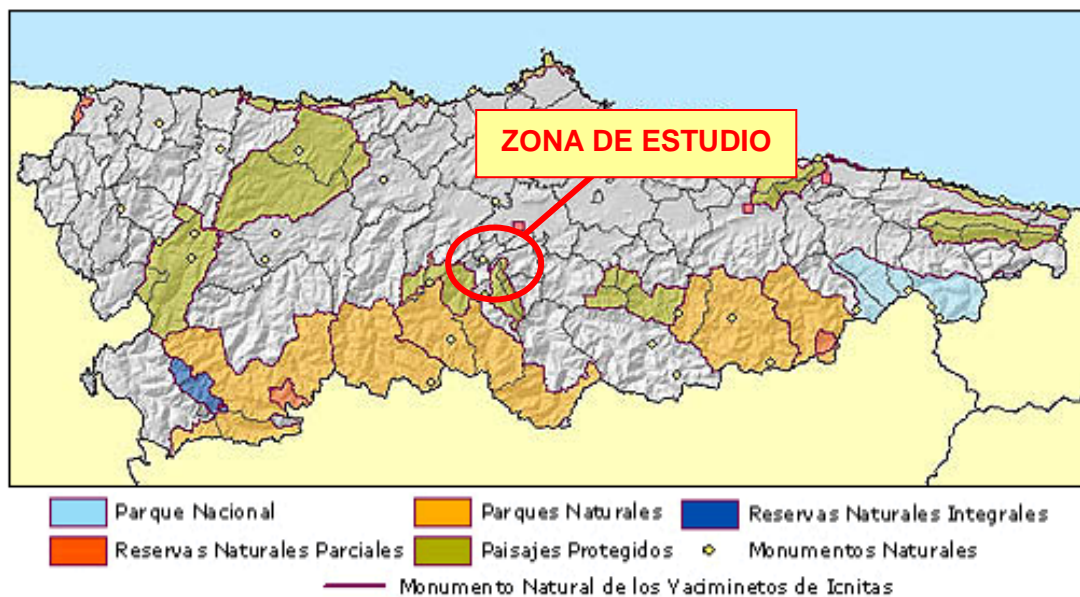 ZONA DE ESTUDIO
Parque Nacional
Parques Naturales
Reservas Naturales Integrales
Reservas Naturales Parciales
Paisajes Protegidos
Monumentos Naturales
Monumento Natural de los Yaciminetos de Icnitas